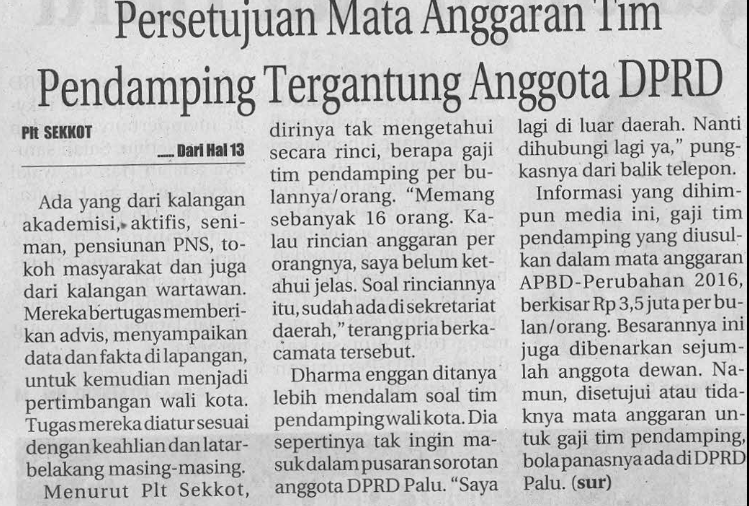 Persetujuan Mata Anggaran Tim
Pendamping Tergantung Anggota DPRD
Plt SEKKOT
Dari Hal 13
Ada yang dari kalangan
akademisi, aktifis, seni-
man, pensiunan PNS, to-
koh masyarakat dan juga
dari kalangan wartawan.
Mereka bertugas memberi-
kan advis, menyampaikan
data dan fakta di lapangan,
untuk kemudian menjadi
pertimbangan wali kota.
Tugas mereka diatur sesuai
dengan keahlian dan latar-
belakang masing-masing.
Menurut Plt Sekkot,
dirinya tak mengetahui
secara rinci, berapa gaji
tim pendamping per bu-
lannya/orang. “Memang
sebanyak 16 orang. Ka-
lau rincian anggaran per
orangnya, saya belum ket-
ahui jelas. Soal rinciannya
itu, sudah ada di sekretariat
daerah,” terang pria berka-
camata tersebut.
Dharma enggan ditanya
lebih mendalam soal tim
pendamping wali kota. Dia
sepertinya tak ingin ma-
suk dalam pusaran sorotan
anggota DPRD Palu. “Saya
lagi di luar daerah. Nanti
dihubungi lagi ya,” pung-
kasnya dari balik telepon.
Informasi yang dihim-
pun media ini, gaji tim
pendamping yang diusul-
kan dalam mata anggaran
APBD-Perubahan 2016,
berkisar Rp 3,5 juta per bu-
lan/orang. Besarannya ini
juga dibenarkan sejum-
lah anggota dewan. Na-
mun, disetujui atau tida-
knya mata anggaran un-
tuk gaji tim pendamping,
bola panasnya ada di DPRD
Palu. (sur)